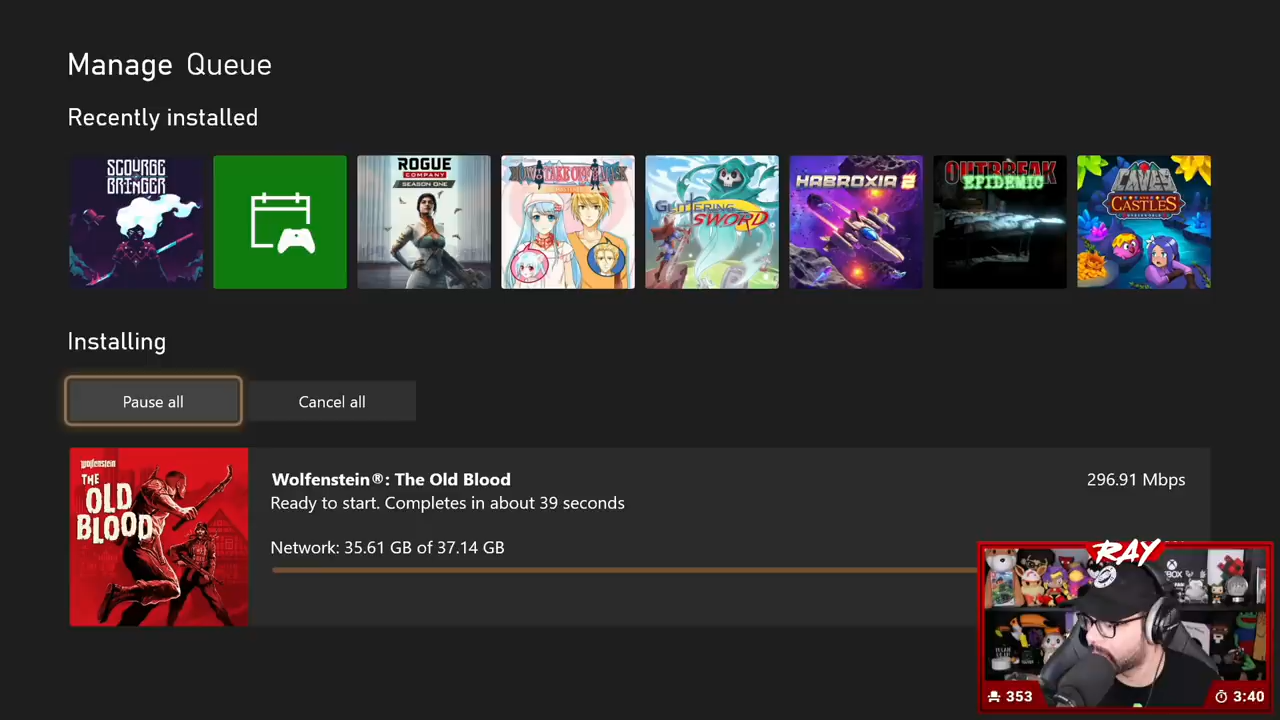 Manage Queue
Recently installed
SCOURGE
BRINGER
ROGUE
COMPANY
SEASON ONE
GLITTERING
SWORD
HABROXIA 2
OUTBREAK
EPIDEMIC
CAVES
AND
CASTLES
UNDERWORLD
Installing
Pause all
Cancel all
Wolfenstein
THE
OLD
BLOOD
Wolfenstein®: The Old Blood
296.91 Mbps
Ready to start. Completes in about 39 seconds
Network: 35.61 GB of 37.14 GB
RAY
XBOX
353
3:40